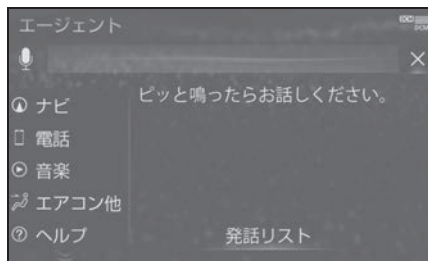 エージェント
DCM
ピッと鳴ったらお話しください。
ナビ
電話
音楽
エアコン他
ヘルプ
発話リスト